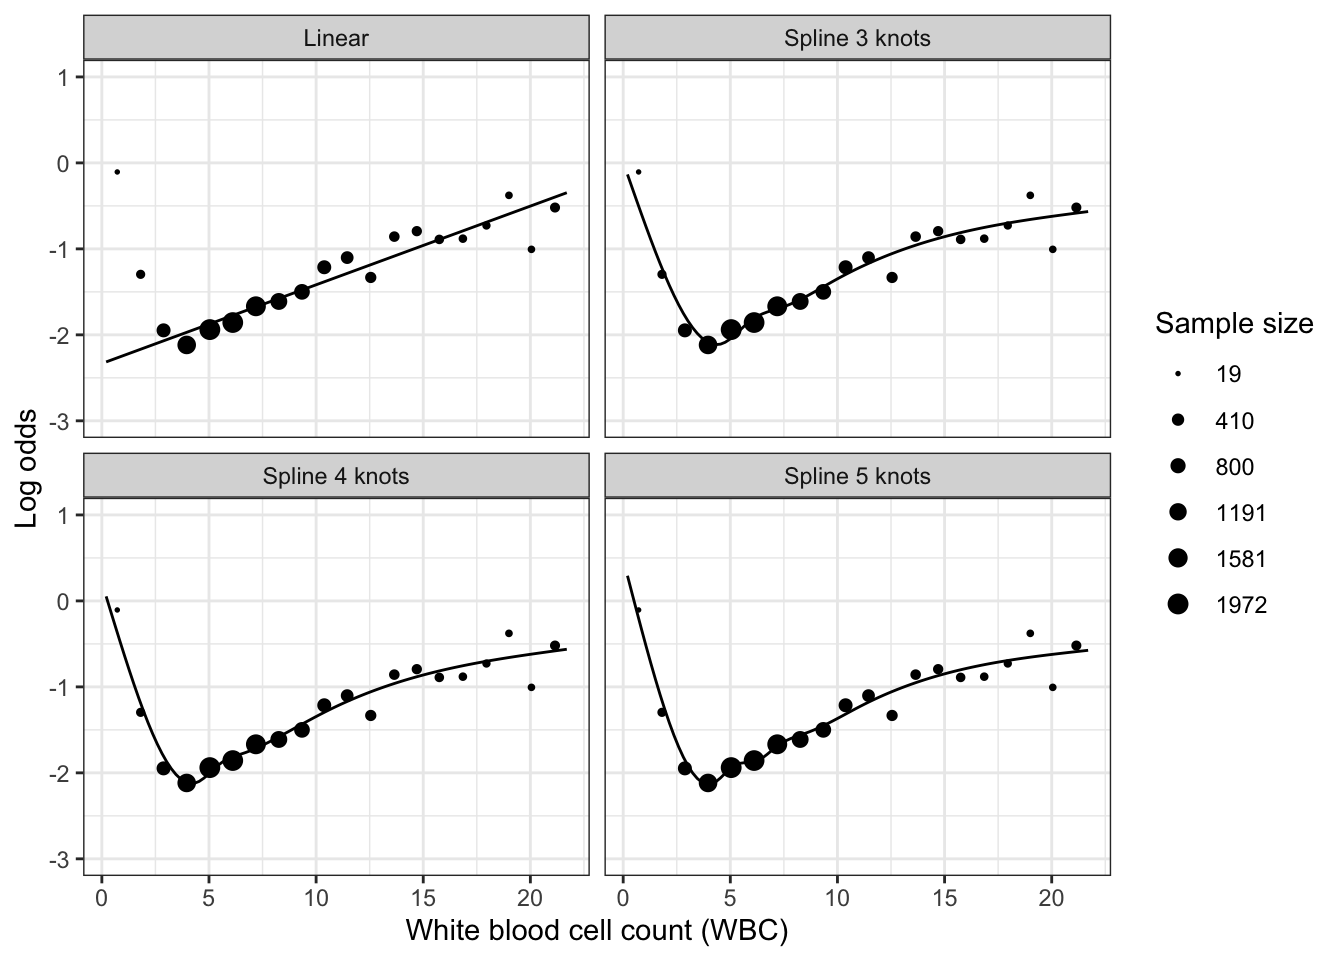 Linear
Spline 3 knots
1
0
-1
-2
-3
Spline 4 knots
Spline 5 knots
1
0
-1
-2
-3
0 5 10 15 20
0 5 10 15 20
White blood cell count (WBC)
Log odds
Sample size
19
410
800
1191
1581
1972